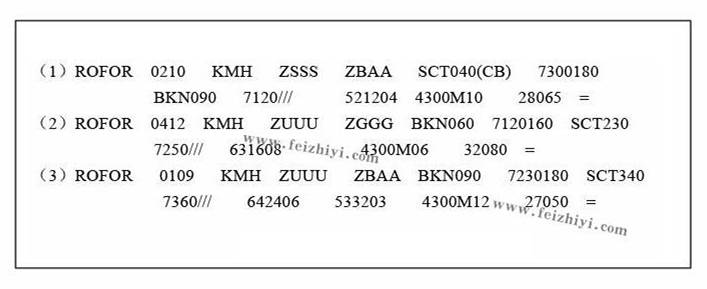 （1）ROFOR 0210 KMH ZSSS ZBAA SCT040(CB) 7300180
BKN090 7120/// 521204 4300M10 28065 =
（2）ROFOR 0412 KMH ZUUU ZGGG BKN060 7120160 SCT230
7250/// 631608 4300M06 32080 =
www.feizhiyi.com
（3）ROFOR 0109 KMH ZUUU ZBAA BKN090 7230180 SCT340
7360/// 642406 533203 4300M12 27050 =
www.feizhiyi.com